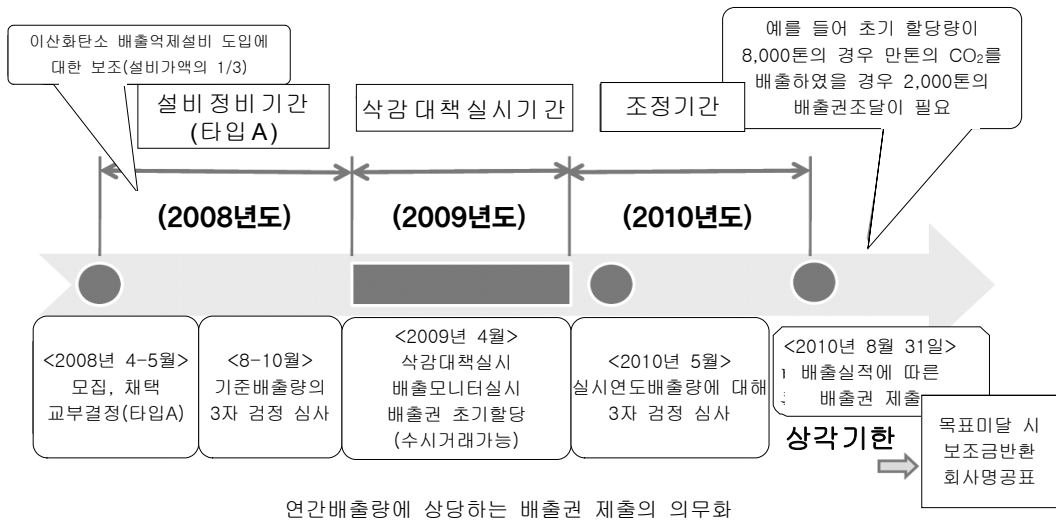 이산화탄소 배출억제설비 도입에
대한 보조(설비가액의 1/3)
예를 들어 초기 할당량이
8,000톤의 경우 만톤의 CO₂를
배출하였을 경우 2,000톤의
배출권조달이 필요
설비정비기간
(타입A)
삭감대책실시기간
조정기간
(2008년도)
(2009년도)
(2010년도)
<2008년 4-5월>
모집, 채택
교부결정(타입A)
<8-10월>
기준배출량의
3자 검정 심사
<2009년 4월>
삭감대책실시
배출모니터실시
배출권 초기할당
(수시거래가능)
<2010년 5월>
실시연도배출량에 대해
3자 검정 심사
<2010년 8월 31일>
배출실적에 따른
배출권 제출
상각기한
목표미달 시
보조금반환
회사명공표
연간배출량에 상당하는 배출권 제출의 의무화